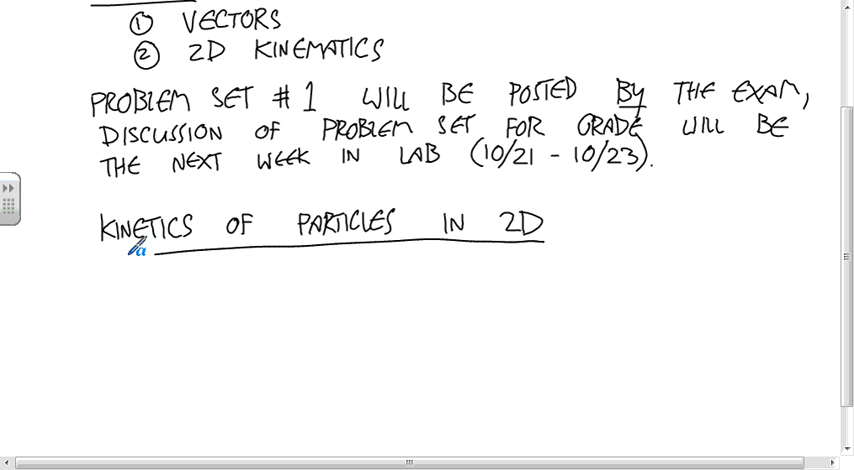 ① VECTORS
② 2D KINEMATICS
PROBLEM SET #1 WILL BE POSTED BY THE EXAM,
DISCUSSION OF PROBLEM SET FOR GRADE WILL BE
THE NEXT WEEK IN LAB (10/21 - 10/23).
KINETICS OF PARTICLES IN 2D